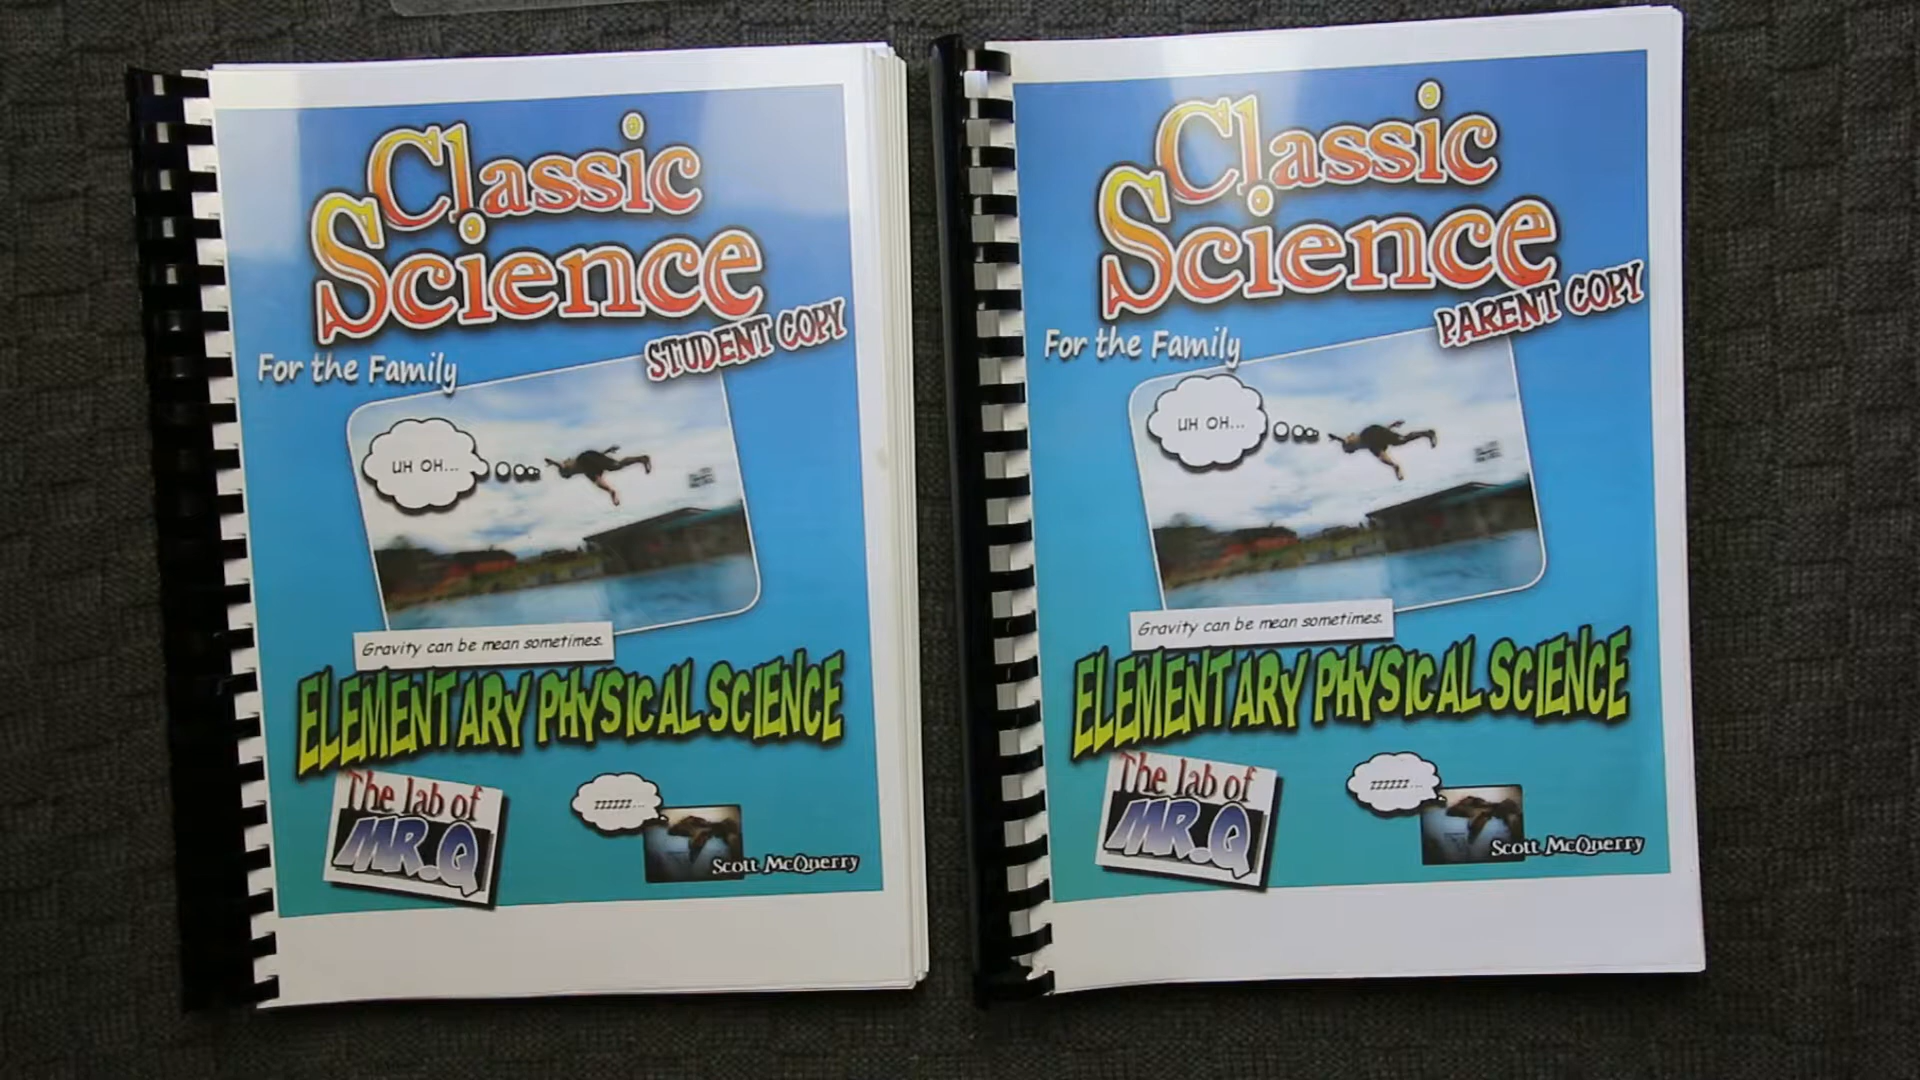 Classic
Science
STUDENT COPY
For the Family
UH OH...
Gravity can be mean sometimes.
ELEMENTARY PHYSICAL SCIENCE
The lab of
MR.Q
zzzzzz...
Scott McQuerry
Classic
Science
PARENT COPY
For the Family
UH OH...
Gravity can be mean sometimes.
ELEMENTARY PHYSICAL SCIENCE
The lab of
MR.Q
zzzzzz...
Scott McQuerry